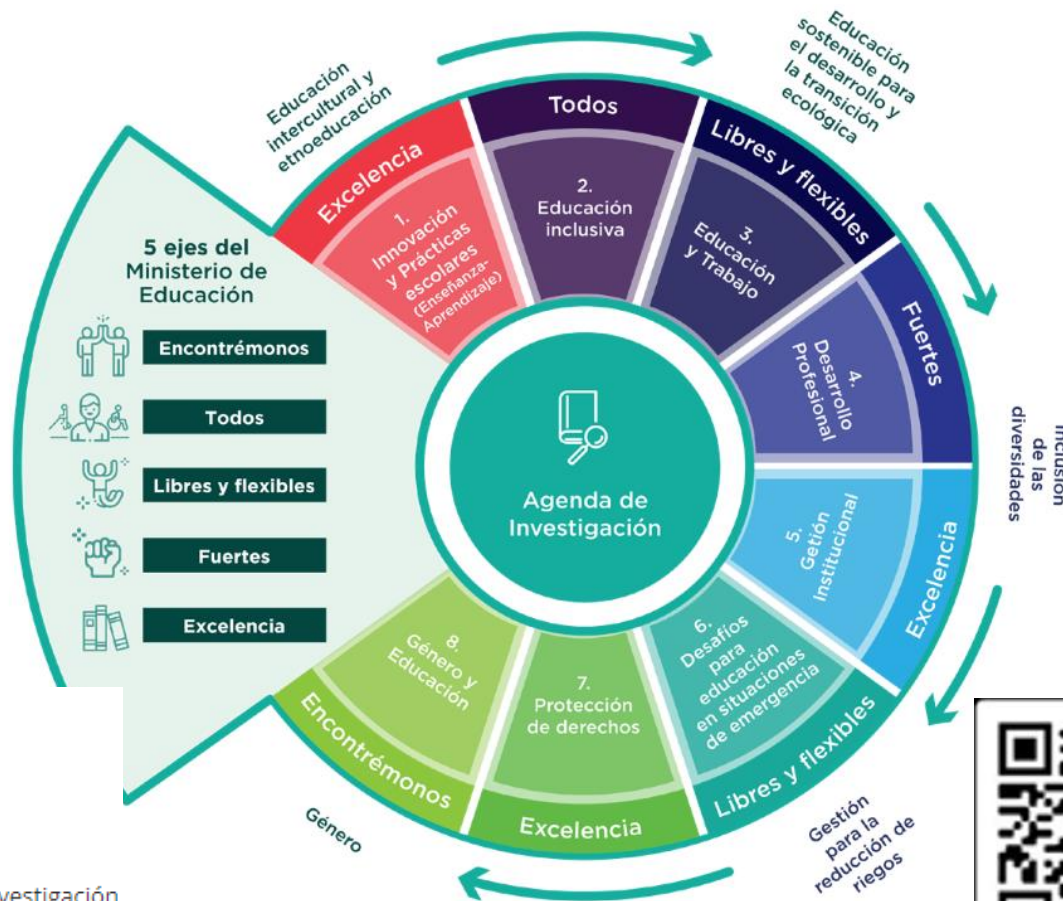 Educación
intercultural y
etnoeducación
Educación
sostenible para
el desarrollo y
la transición
ecológica
inclusión
de las
diversidades
Gestión
para la
reducción de
riegos
Género
5 ejes del
Ministerio de
Educación
Encontrémonos
Todos
Libres y flexibles
Fuertes
Excelencia
Excelencia
1.
Innovación
y Prácticas
escolares
(Enseñanza-
Aprendizaje)
Todos
2.
Educación
inclusiva
Libres y flexibles
3.
Educación
y Trabajo
Fuertes
4.
Desarrollo
Profesional
Excelencia
5.
Getión
Institucional
Libres y flexibles
6.
Desafíos
para
educación
en situaciones
de emergencia
Excelencia
7.
Protección
de derechos
Encontrémonos
8.
Género y
Educación
Agenda de
Investigación
vestigación